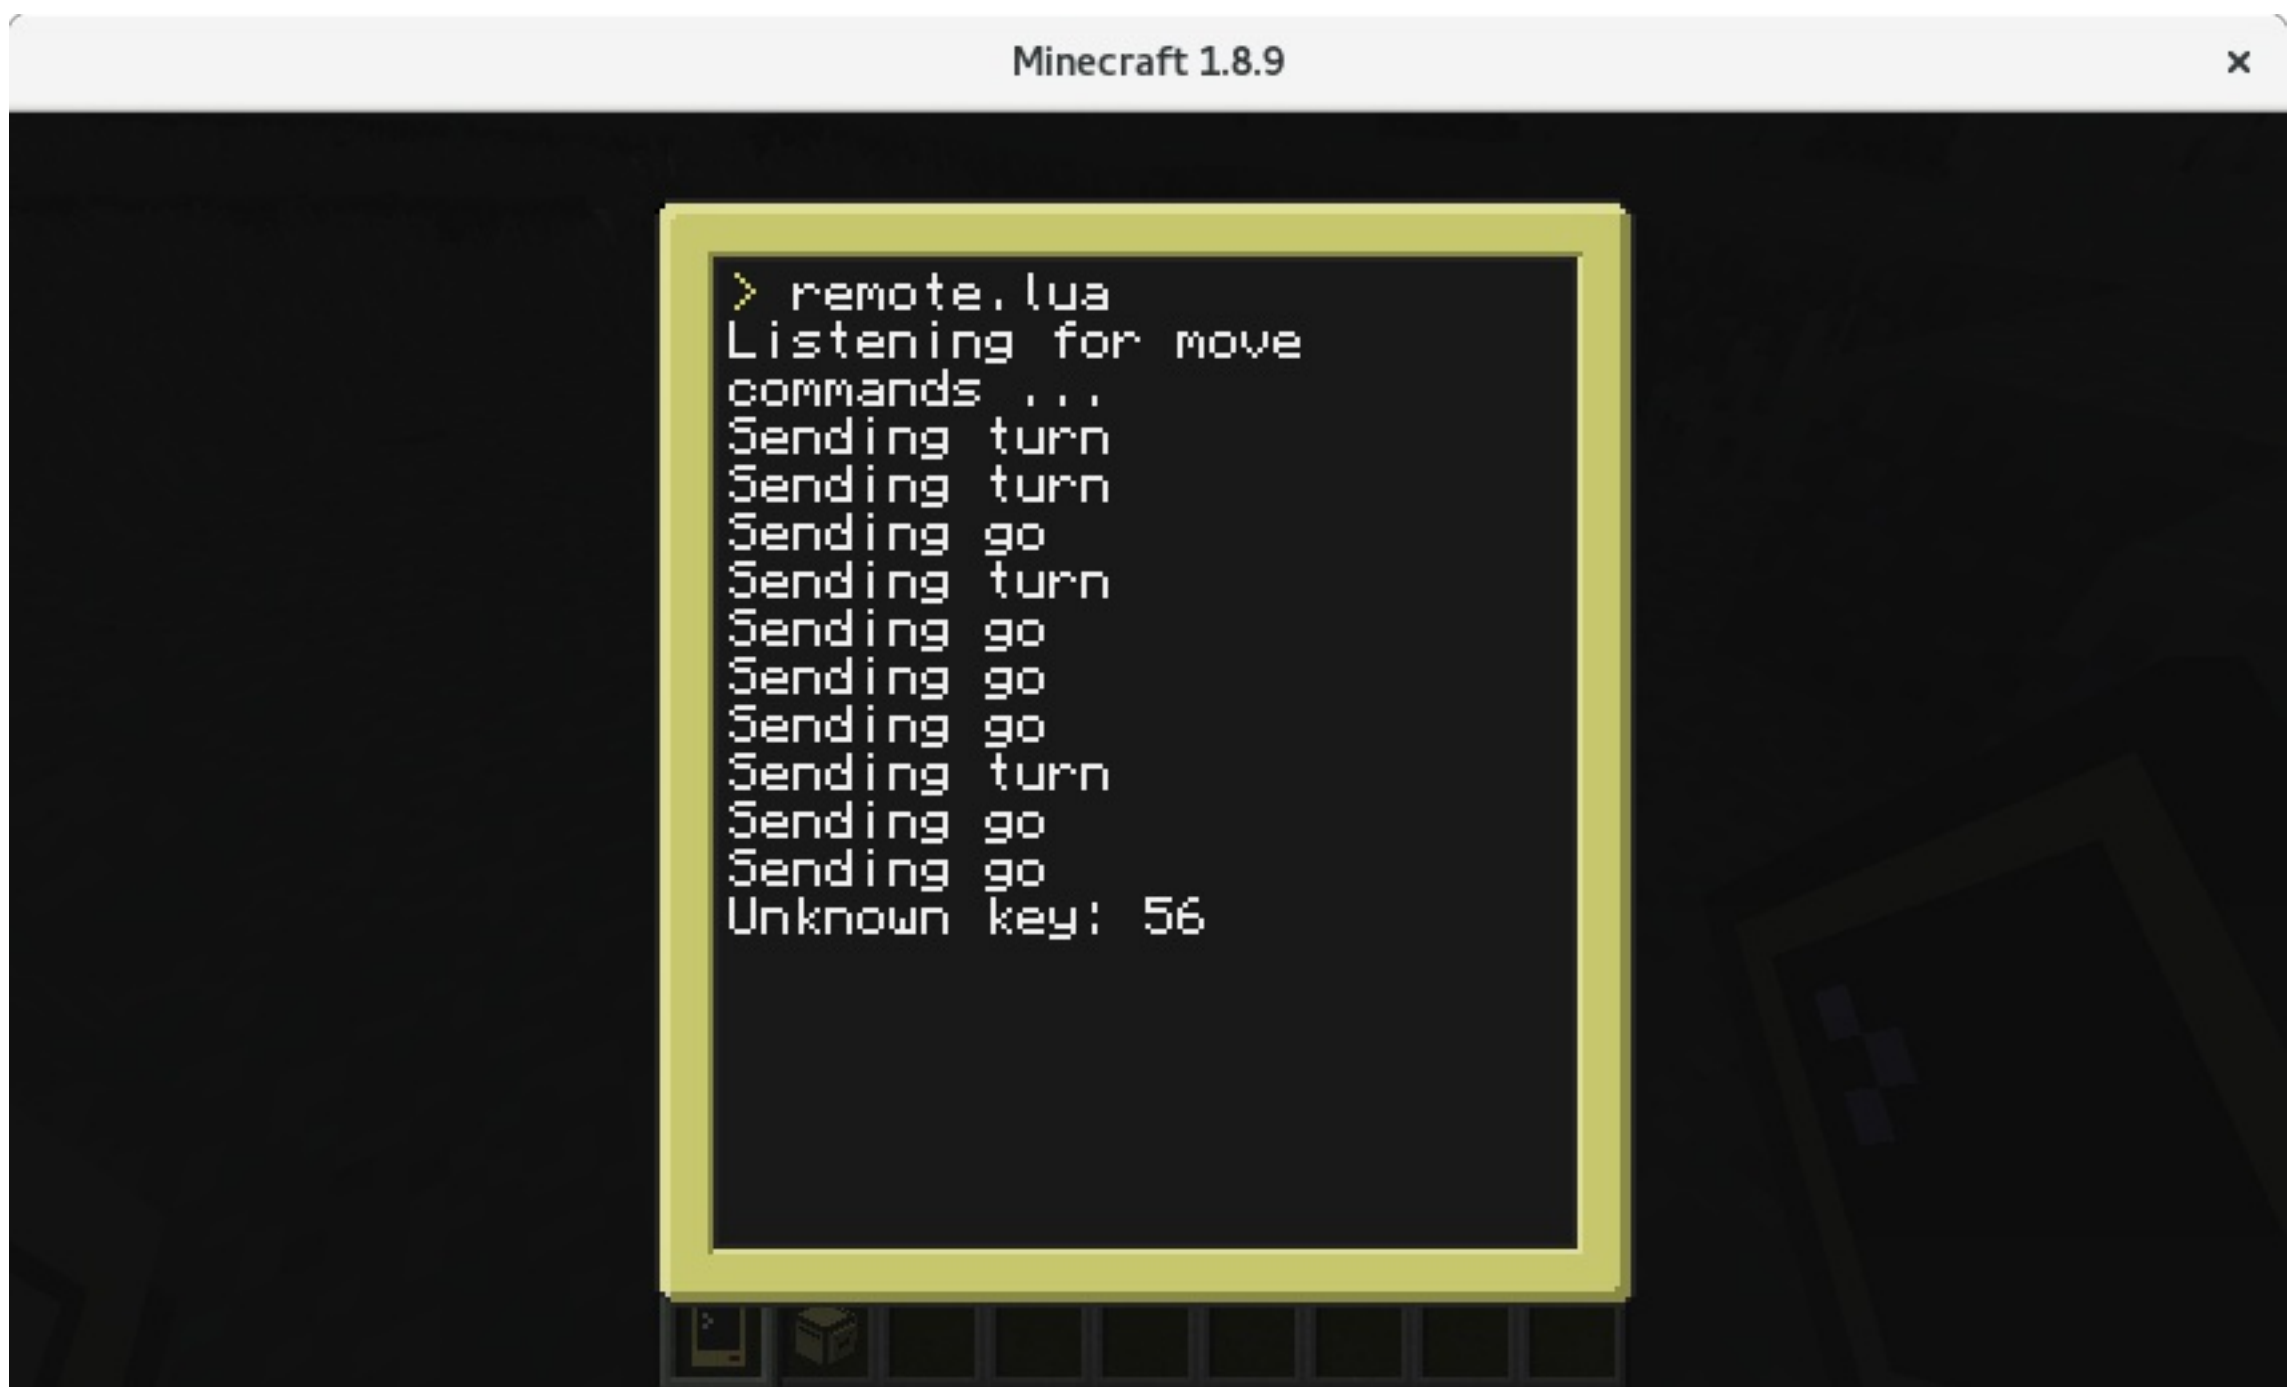 Minecraft 1.8.9
> remote.lua
Listening for move
commands ...
Sending turn
Sending turn
Sending go
Sending turn
Sending go
Sending go
Sending go
Sending turn
Sending go
Sending go
Unknown key: 56